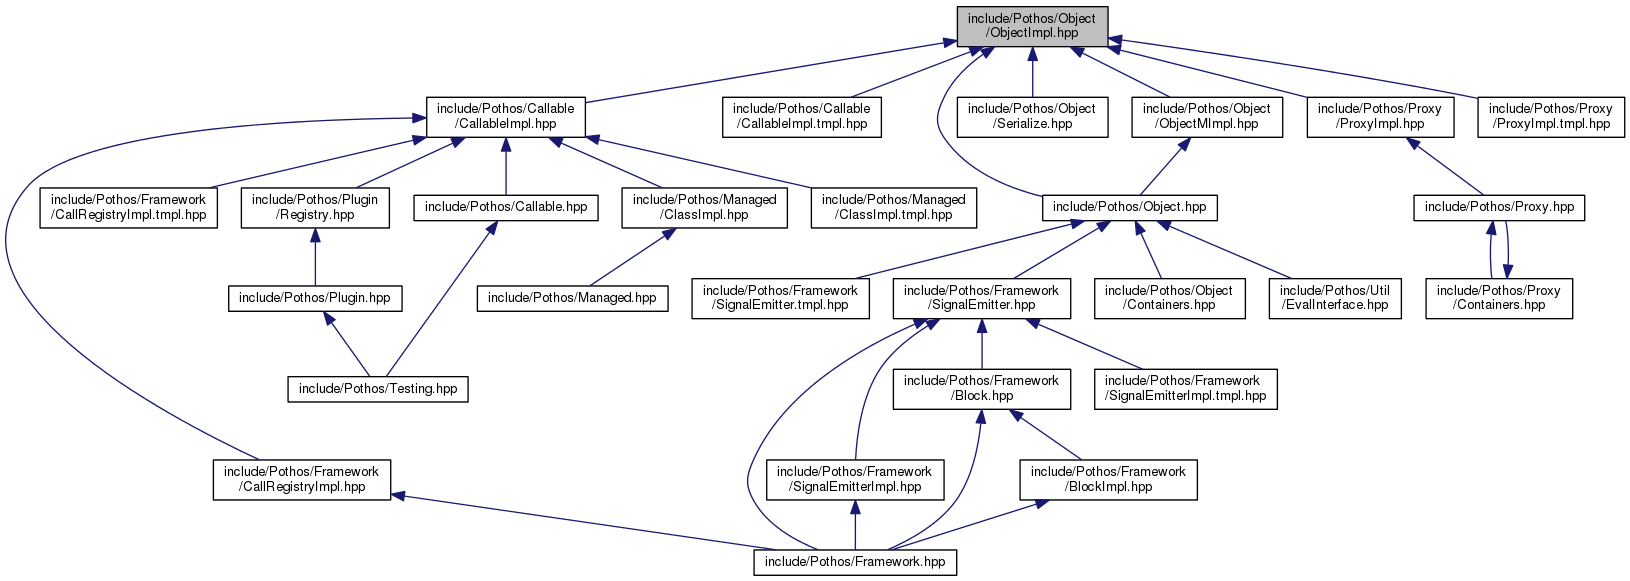 include/Pothos/Object
/ObjectImpl.hpp
include/Pothos/Callable
/CallableImpl.hpp
include/Pothos/Callable
/CallableImpl.tmpl.hpp
include/Pothos/Object
/Serialize.hpp
include/Pothos/Object
/ObjectMImpl.hpp
include/Pothos/Proxy
/ProxyImpl.hpp
include/Pothos/Proxy
/ProxyImpl.tmpl.hpp
include/Pothos/Framework
/CallRegistryImpl.tmpl.hpp
include/Pothos/Plugin
/Registry.hpp
include/Pothos/Callable.hpp
include/Pothos/Managed
/ClassImpl.hpp
include/Pothos/Managed
/ClassImpl.tmpl.hpp
include/Pothos/Object.hpp
include/Pothos/Proxy.hpp
include/Pothos/Plugin.hpp
include/Pothos/Managed.hpp
include/Pothos/Framework
/SignalEmitter.tmpl.hpp
include/Pothos/Framework
/SignalEmitter.hpp
include/Pothos/Object
/Containers.hpp
include/Pothos/Util
/EvalInterface.hpp
include/Pothos/Proxy
/Containers.hpp
include/Pothos/Testing.hpp
include/Pothos/Framework
/Block.hpp
include/Pothos/Framework
/SignalEmitterImpl.tmpl.hpp
include/Pothos/Framework
/CallRegistryImpl.hpp
include/Pothos/Framework
/SignalEmitterImpl.hpp
include/Pothos/Framework
/BlockImpl.hpp
include/Pothos/Framework.hpp